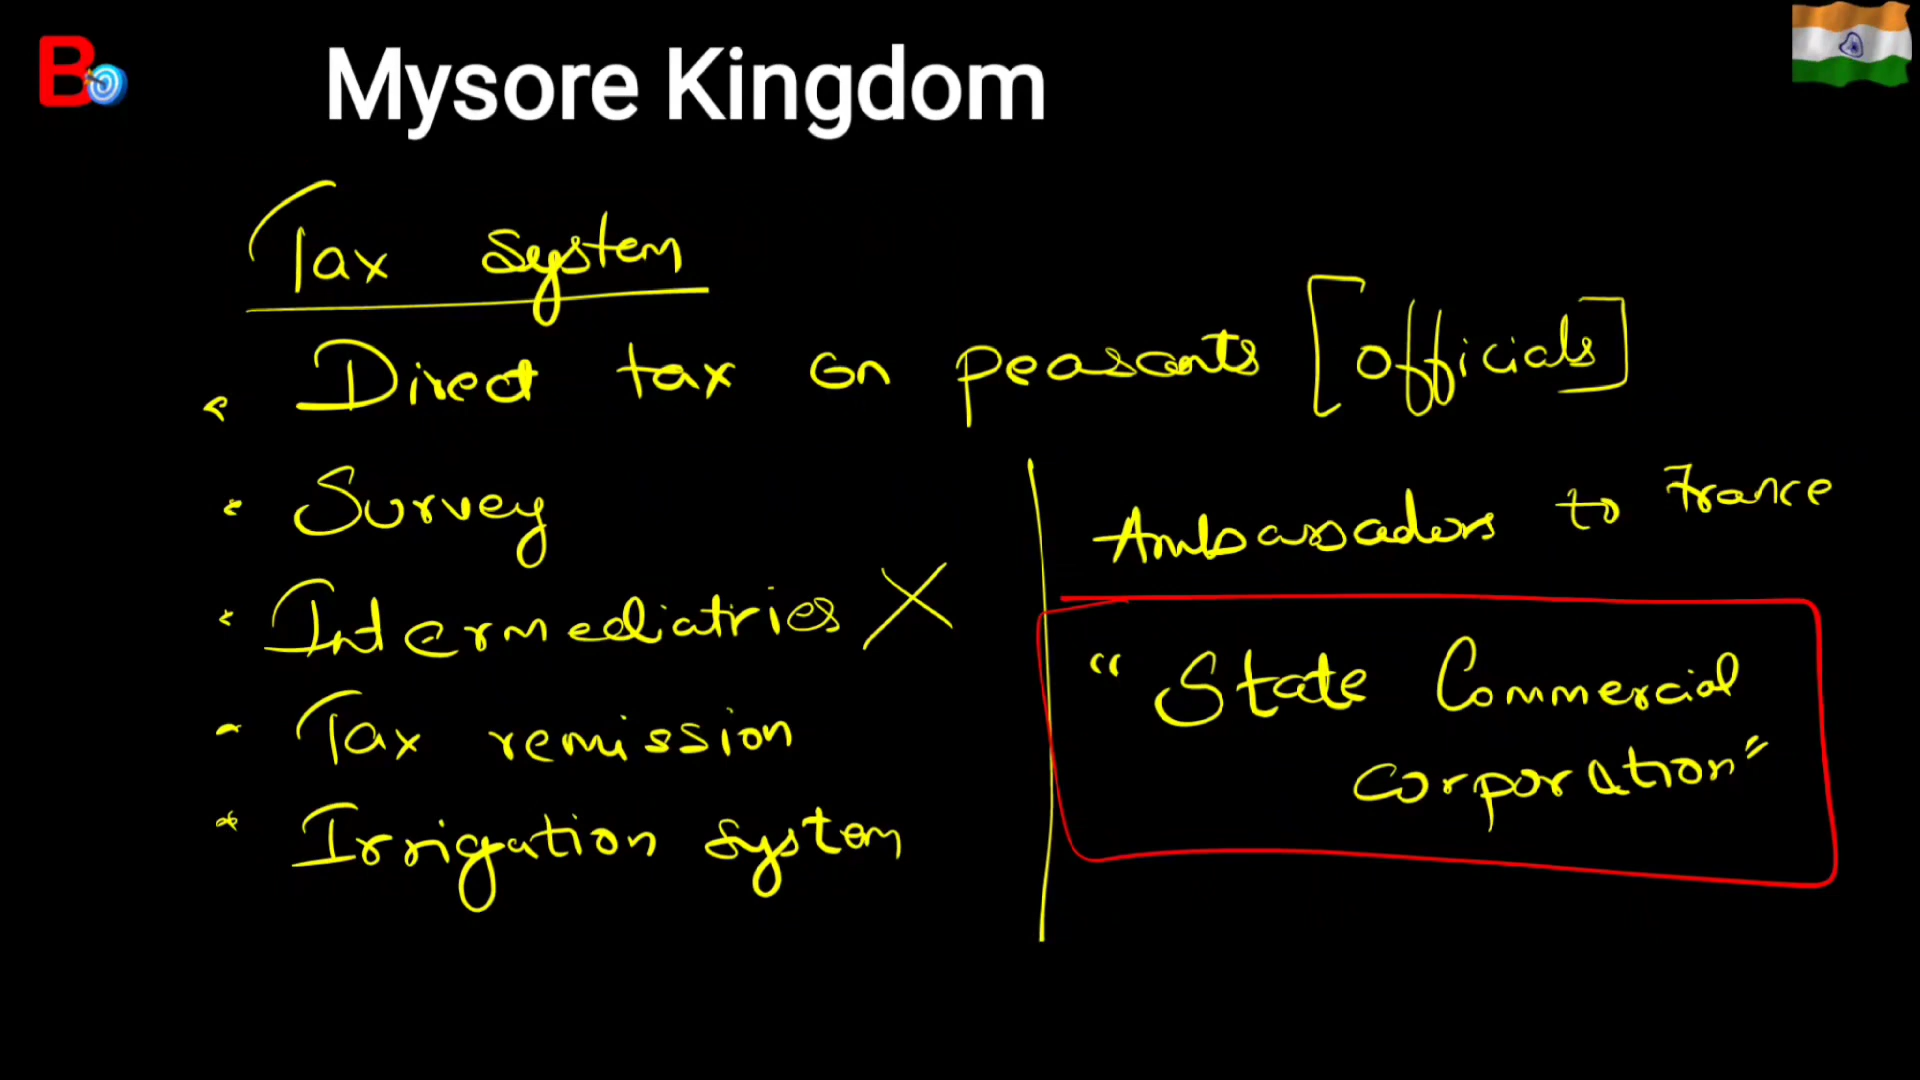 B
Mysore Kingdom
Tax system
Direct tax on peasants [officials]
• Survey
• Intermediatries X
• Tax remission
• Irrigation system
Ambassadors to France
"State Commercial
corporation"